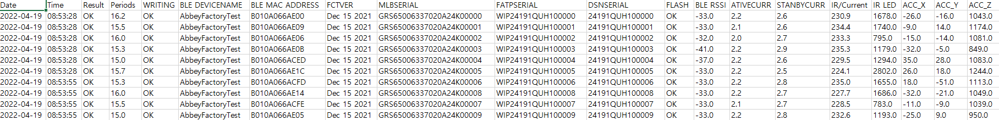 Date Time Result Periods WRITING BLE DEVICENAME BLE MAC ADDRESS FCTVER MLBSERIAL FATPSERIAL DSNSERIAL FLASH BLE RSSI ATIVECURR STANBYCURR IR/Current IR LED ACC_X ACC_Y ACC_Z
2022-04-19 08:53:28 OK 16.2 OK AbbeyFactoryTest B010A066AE00 Dec 15 2021 GRS65006337020A24K00000 WIP24191QUH100000 24191QUH100000 OK -33.0 2.2 2.6 230.9 1678.0 -26.0 -16.0 1043.0
2022-04-19 08:53:28 OK 15.5 OK AbbeyFactoryTest B010A066AE09 Dec 15 2021 GRS65006337020A24K00001 WIP24191QUH100001 24191QUH100001 OK -33.0 2.1 2.6 234.4 1740.0 -9.0 14.0 1174.0
2022-04-19 08:53:28 OK 16.0 OK AbbeyFactoryTest B010A066AE06 Dec 15 2021 GRS65006337020A24K00002 WIP24191QUH100002 24191QUH100002 OK -32.0 2.0 2.7 233.3 795.0 -15.0 -14.0 1081.0
2022-04-19 08:53:28 OK 15.3 OK AbbeyFactoryTest B010A066AE0B Dec 15 2021 GRS65006337020A24K00003 WIP24191QUH100003 24191QUH100003 OK -41.0 2.2 2.9 235.3 1179.0 -32.0 -5.0 849.0
2022-04-19 08:53:28 OK 15.0 OK AbbeyFactoryTest B010A066ACED Dec 15 2021 GRS65006337020A24K00004 WIP24191QUH100004 24191QUH100004 OK -37.0 2.2 2.6 229.5 1294.0 35.0 28.0 1083.0
2022-04-19 08:53:28 OK 15.7 OK AbbeyFactoryTest B010A066AE1C Dec 15 2021 GRS65006337020A24K00005 WIP24191QUH100005 24191QUH100005 OK -33.0 2.2 2.5 224.1 2802.0 26.0 18.0 1244.0
2022-04-19 08:53:55 OK 15.3 OK AbbeyFactoryTest B010A066ACFD Dec 15 2021 GRS65006337020A24K00006 WIP24191QUH100006 24191QUH100006 OK -33.0 2.2 2.8 235.0 1655.0 18.0 -51.0 1113.0
2022-04-19 08:53:55 OK 16.0 OK AbbeyFactoryTest B010A066AE14 Dec 15 2021 GRS65006337020A24K00008 WIP24191QUH100008 24191QUH100008 OK -33.0 2.2 2.7 227.7 1686.0 -32.0 -21.0 1049.0
2022-04-19 08:53:55 OK 15.5 OK AbbeyFactoryTest B010A066ACFE Dec 15 2021 GRS65006337020A24K00007 WIP24191QUH100007 24191QUH100007 OK -33.0 2.1 2.7 228.5 783.0 -11.0 -9.0 1039.0
2022-04-19 08:53:55 OK 15.0 OK AbbeyFactoryTest B010A066AE05 Dec 15 2021 GRS65006337020A24K00009 WIP24191QUH100009 24191QUH100009 OK -33.0 2.2 2.8 232.6 1193.0 -25.0 9.0 950.0